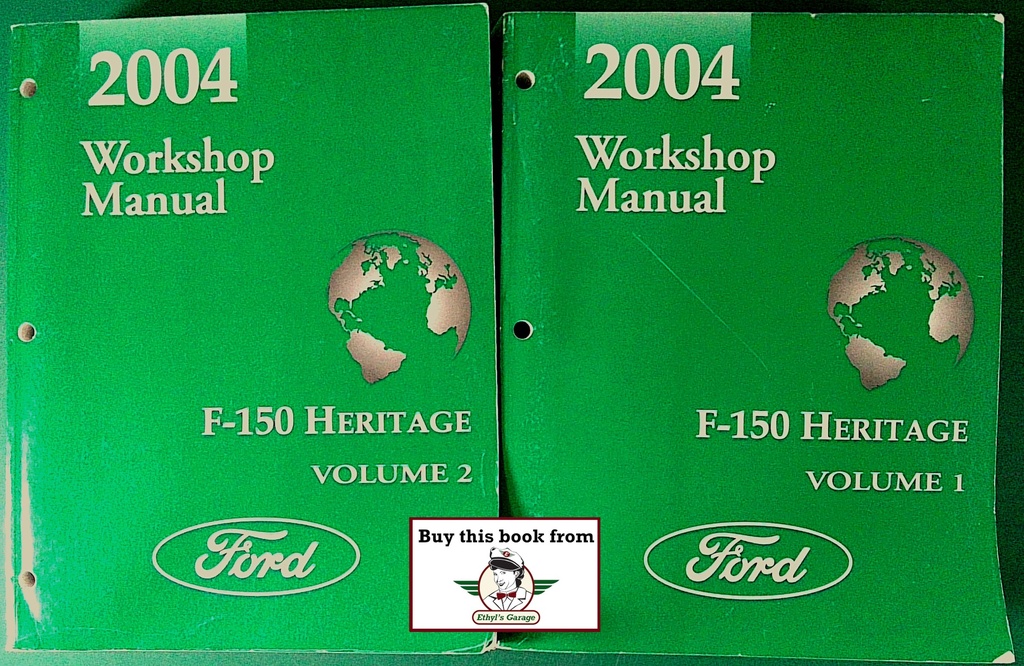 2004
Workshop
Manual
F-150 HERITAGE
VOLUME 2
Ford
2004
Workshop
Manual
F-150 HERITAGE
VOLUME 1
Ford
Buy this book from
Ethyl's Garage